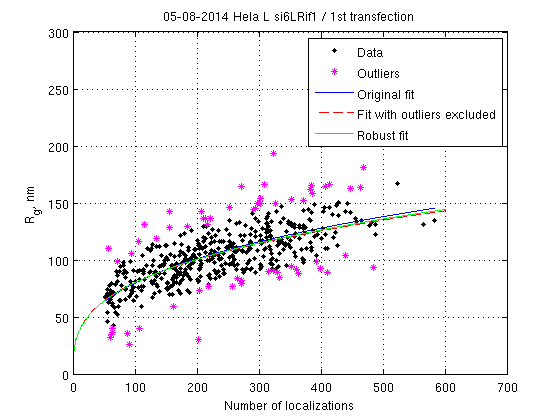 05-08-2014 Hela L si6LRif1 / 1st transfection
Data
Outliers
Original fit
Fit with outliers excluded
Robust fit
300
250
200
150
100
50
0
Rg, nm
0 100 200 300 400 500 600 700
Number of localizations